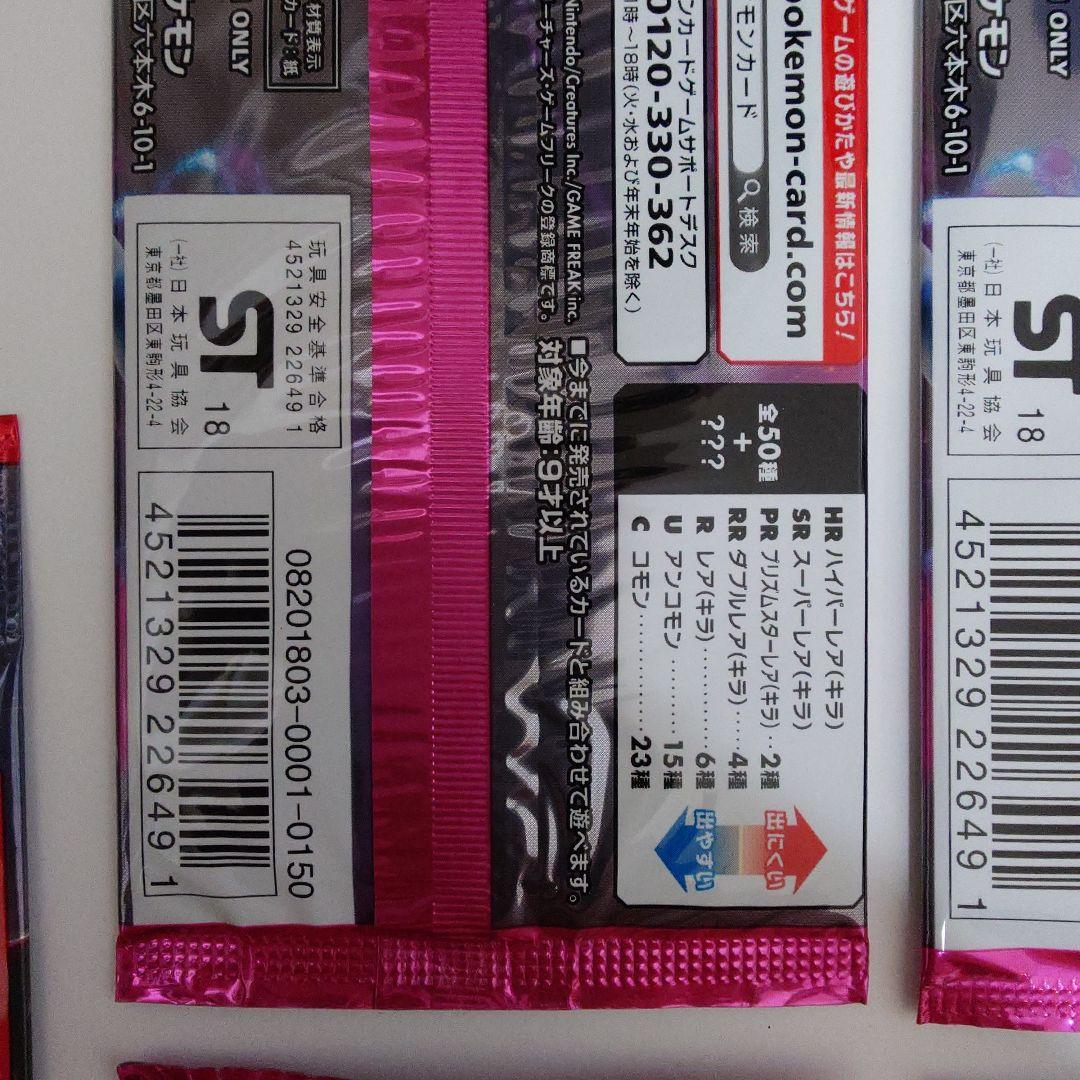 ゲームの遊びかたや最新情報はこちら!
pokemon-card.com
モンカード 検索
ンカードゲームサポートデスク
0120-330-362
時~18時(火・水および年末年始を除く)
全50種
+
???
HR ハイパーレア(キラ)
SR スーパーレア(キラ)
PR プリズムスターレア(キラ)‥2種
RR ダブルレア(キラ)‥‥4種
R レア(キラ)‥‥‥‥6種
U アンコモン‥‥‥‥15種
C コモン‥‥‥‥‥‥23種
出にくい
出やすい
■今までに発売されているカードと組み合わせて遊べます。
対象年齢:9才以上
Nintendo/Creatures Inc./GAME FREAK inc.
ーチャーズ・ゲームフリークの登録商標です。
材質表示
カード:紙
ONLY
ケモン
区六本木6-10-1
玩具安全基準合格
4521329 22649 1
ST
18
(一社)日本玩具協会
東京都墨田区東駒形4-22-4
08201803-0001-0150
4 521329 226491
ONLY
ケモン
区六本木6-10-1
ST
18
(一社)日本玩具協会
東京都墨田区東駒形4-22-4
4 521329 226491